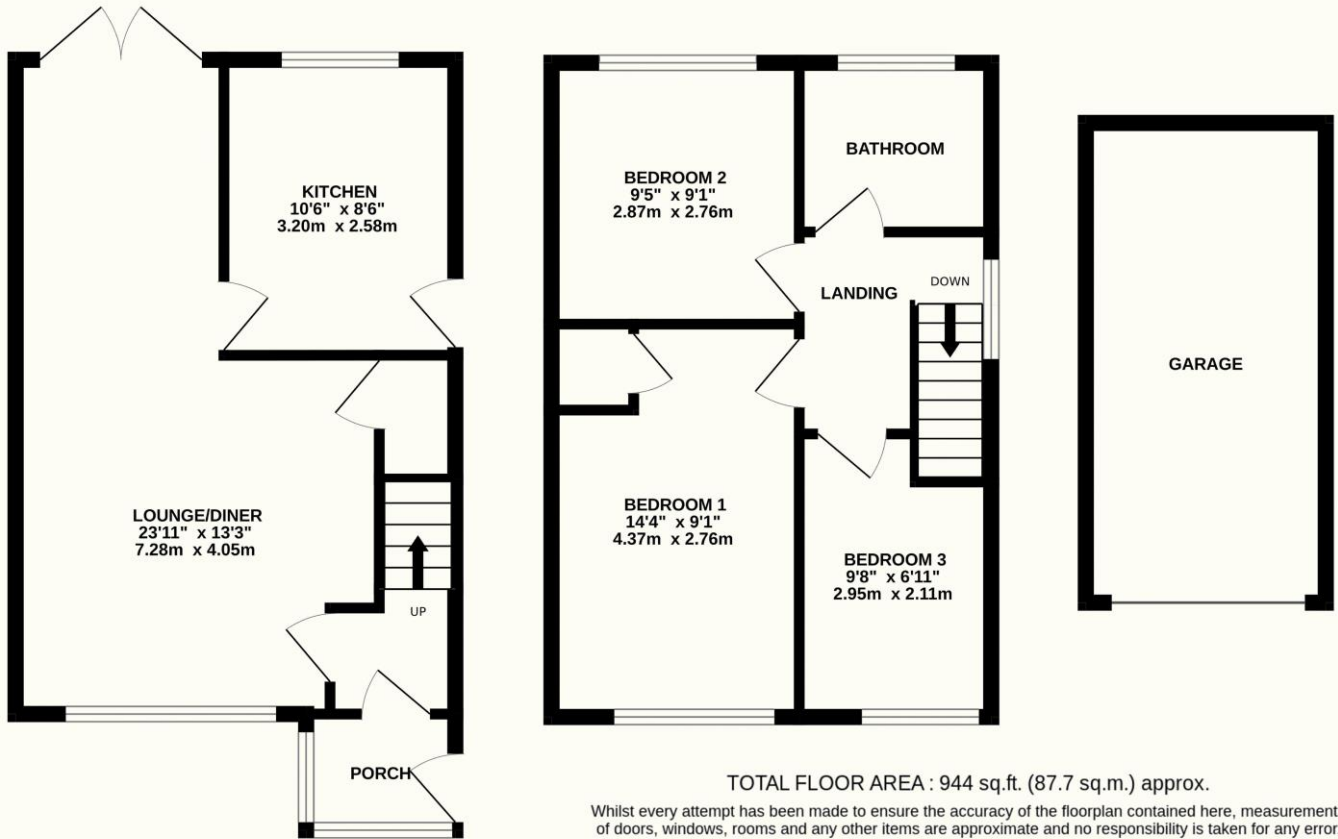 KITCHEN
10'6" x 8'6"
3.20m x 2.58m
LOUNGE/DINER
23'11" x 13'3"
7.28m x 4.05m
UP
PORCH
BEDROOM 2
9'5" x 9'1"
2.87m x 2.76m
BATHROOM
LANDING
DOWN
BEDROOM 1
14'4" x 9'1"
4.37m x 2.76m
BEDROOM 3
9'8" x 6'11"
2.95m x 2.11m
GARAGE
TOTAL FLOOR AREA : 944 sq.ft. (87.7 sq.m.) approx.
Whilst every attempt has been made to ensure the accuracy of the floorplan contained here, measurement
of doors, windows, rooms and any other items are approximate and no responsibility is taken for any error